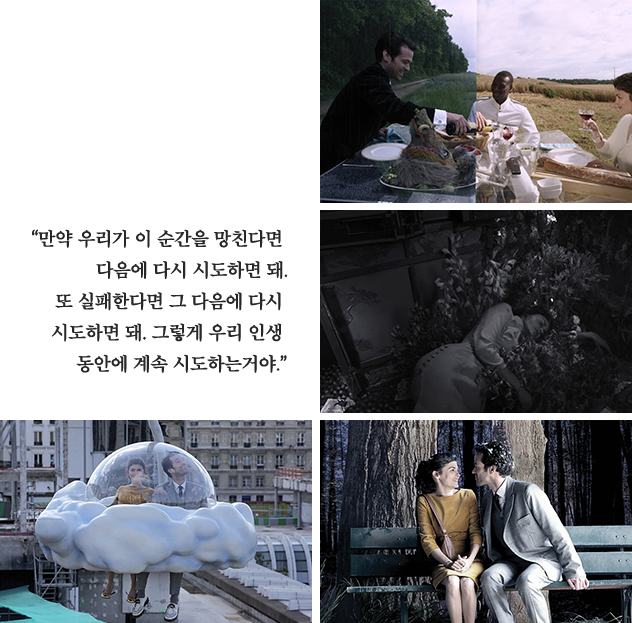 “만약 우리가 이 순간을 망친다면
다음에 다시 시도하면 돼.
또 실패한다면 그 다음에 다시
시도하면 돼. 그렇게 우리 인생
동안에 계속 시도하는거야.”